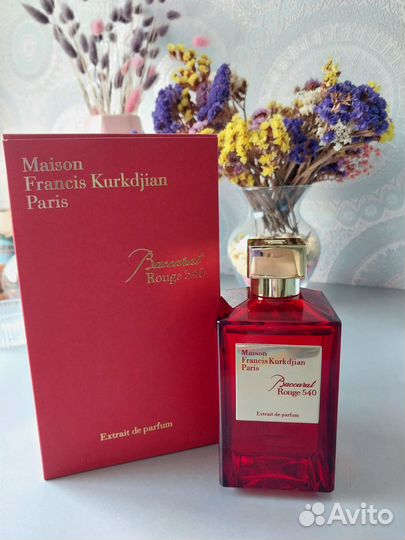 Maison
Francis Kurkdjian
Paris
Baccarat
Rouge 540
Extrait de parfum
Maison
Francis Kurkdjian
Paris
Baccarat
Rouge 540
Extrait de parfum
Avito